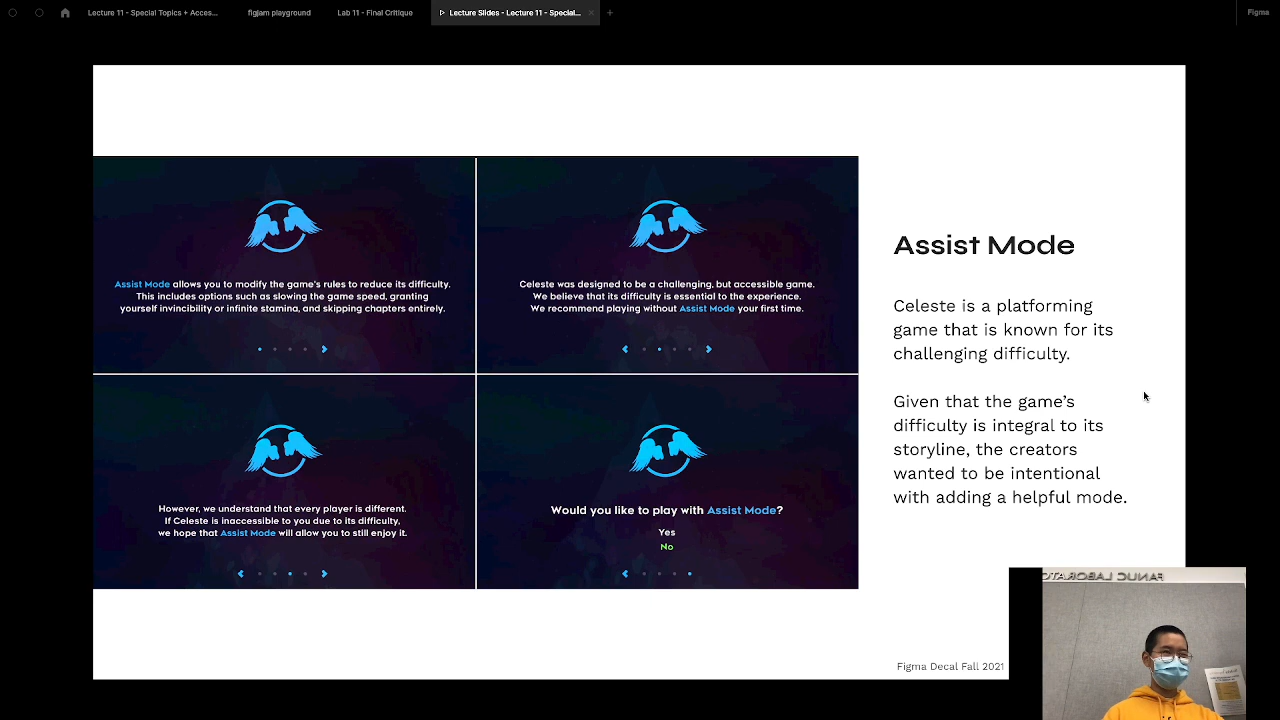 Lecture 11 - Special Topics + Acces...
figjam playground
Lab 11 - Final Critique
Lecture Slides - Lecture 11 - Special...
Figma
Assist Mode allows you to modify the game's rules to reduce its difficulty.
This includes options such as slowing the game speed, granting
yourself invincibility or infinite stamina, and skipping chapters entirely.
Celeste was designed to be a challenging, but accessible game.
We believe that its difficulty is essential to the experience.
We recommend playing without Assist Mode your first time.
However, we understand that every player is different.
If Celeste is inaccessible to you due to its difficulty,
we hope that Assist Mode will allow you to still enjoy it.
Would you like to play with Assist Mode?
Yes
No
Assist Mode
Celeste is a platforming
game that is known for its
challenging difficulty.
Given that the game's
difficulty is integral to its
storyline, the creators
wanted to be intentional
with adding a helpful mode.
Figma Decal Fall 2021
FANUC LABORATO